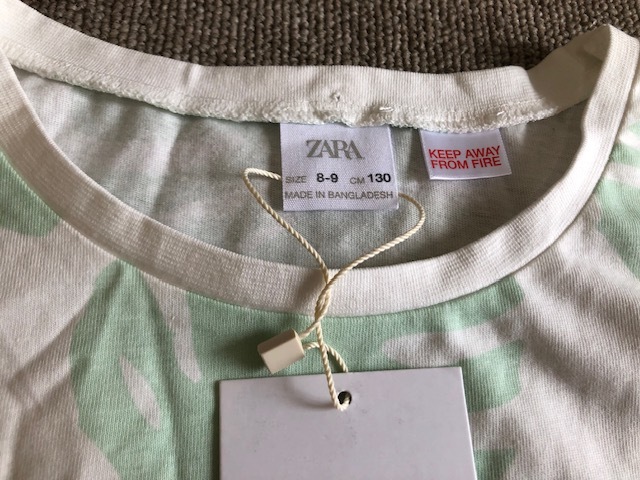 ZARA
SIZE 8-9 CM 130
MADE IN BANGLADESH
KEEP AWAY
FROM FIRE